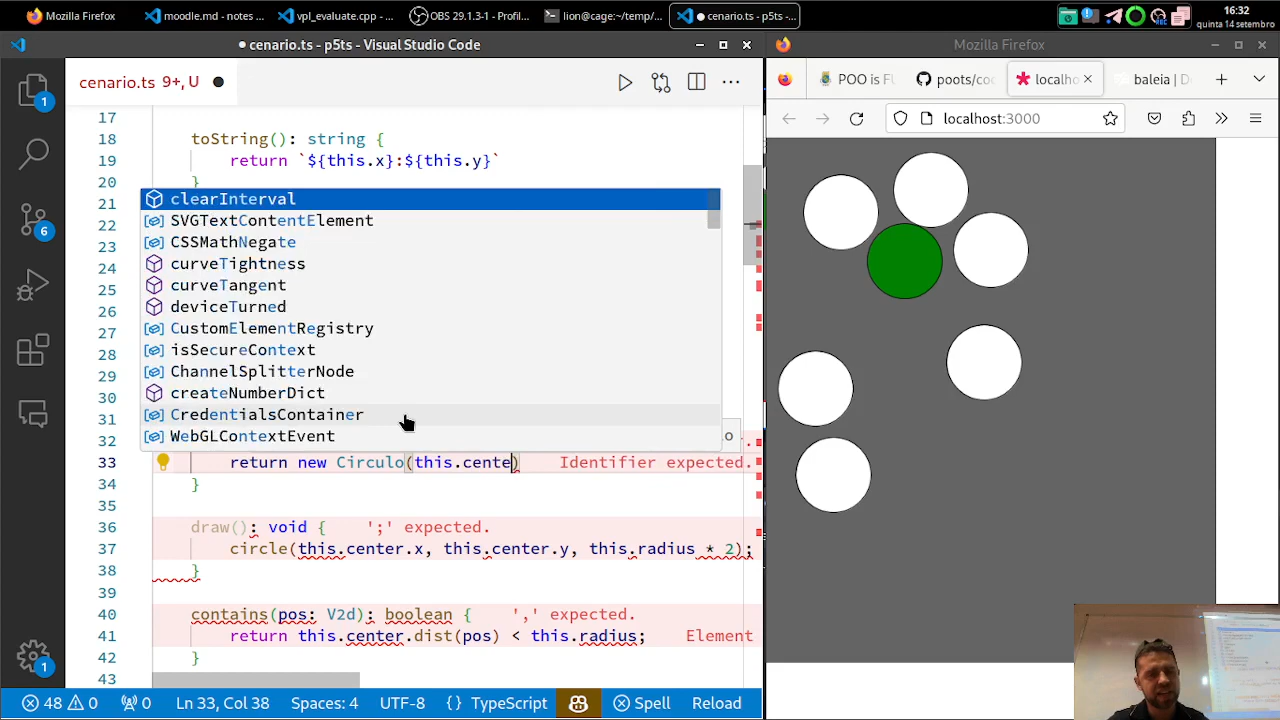 Mozilla Firefox
moodle.md - notes ...
vpl_evaluate.cpp - ...
OBS 29.1.3-1 - Profil...
lion@cage:~/temp/...
● cenario.ts - p5ts-...
16:32
quinta 14 setembro
● cenario.ts - p5ts - Visual Studio Code
cenario.ts 9+, U ●
17
18 toString(): string {
19 return `${this.x}:${this.y}`
20 }
21
22
23
24
25
26
27
28
29
30
31
32
clearInterval
SVGTextContentElement
CSSMathNegate
curveTightness
curveTangent
deviceTurned
CustomElementRegistry
isSecureContext
ChannelSplitterNode
createNumberDict
CredentialsContainer
WebGLContextEvent
33 return new Circulo(this.cente) Identifier expected.
34 }
35
36 draw(): void { ';' expected.
37 circle(this.center.x, this.center.y, this.radius * 2);
38 }
39
40 contains(pos: V2d): boolean { ',' expected.
41 return this.center.dist(pos) < this.radius; Element
42 }
43
1
6
1
48 0 0 Ln 33, Col 38 Spaces: 4 UTF-8 {} TypeScript Spell Reload
Mozilla Firefox
POO is FU
poots/co
localho
baleia | D
localhost:3000